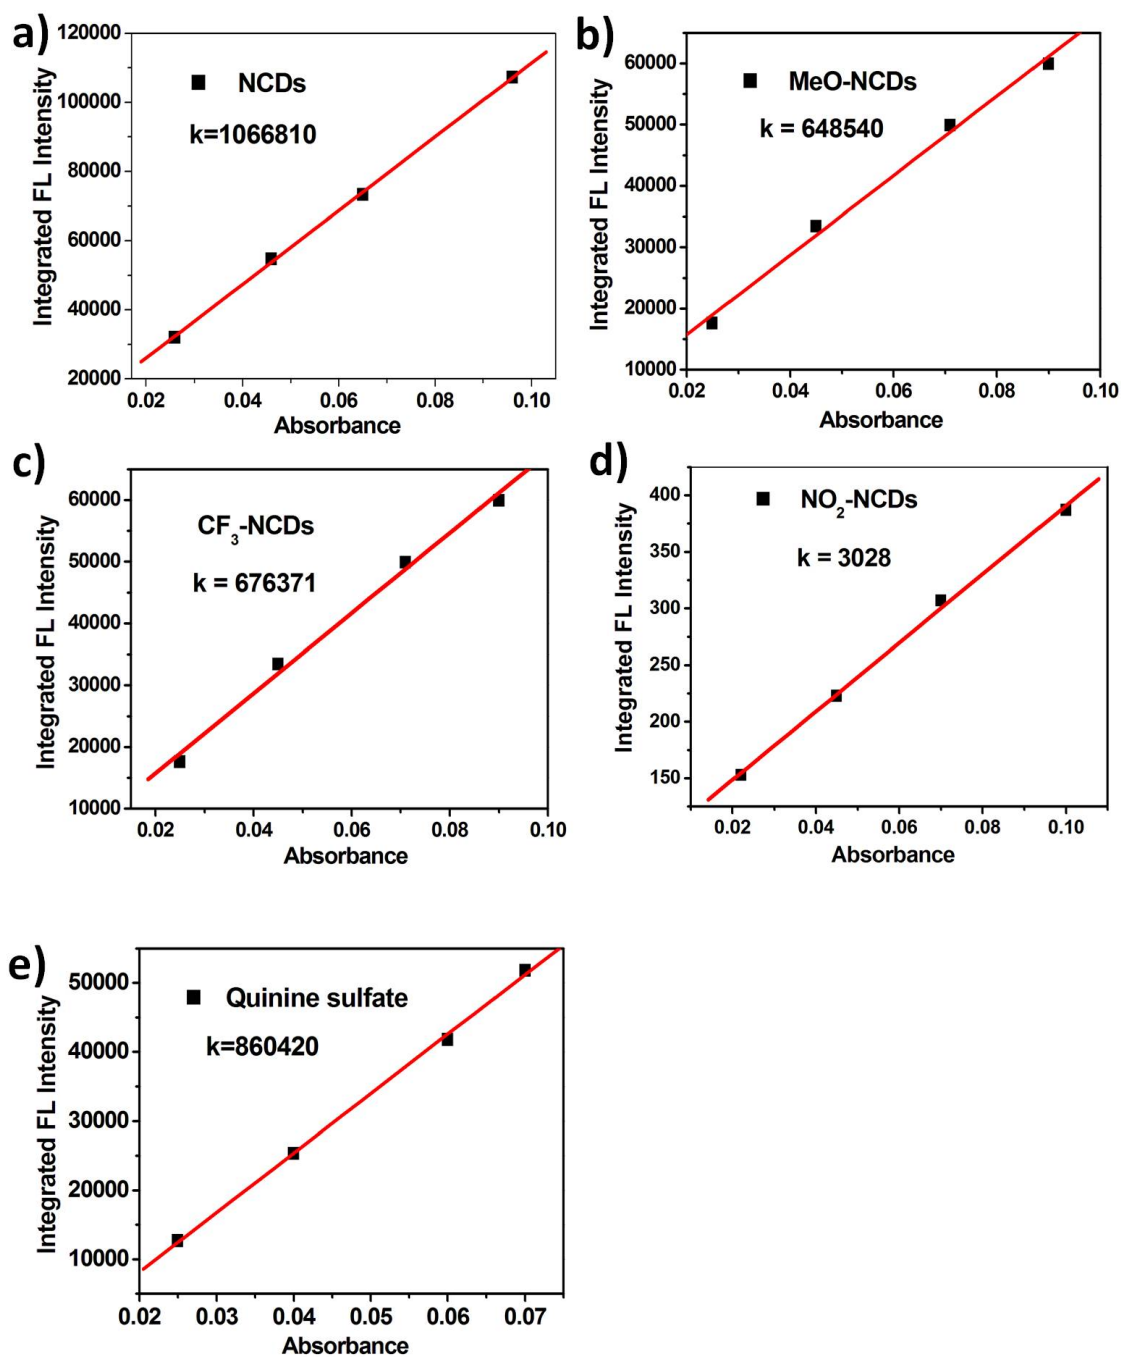 a)
120000
100000
80000
60000
40000
20000
Integrated FL Intensity
NCDs
k=1066810
0.02 0.04 0.06 0.08 0.10
Absorbance
b)
60000
50000
40000
30000
20000
10000
Integrated FL Intensity
MeO-NCDs
k = 648540
0.02 0.04 0.06 0.08 0.10
Absorbance
c)
60000
50000
40000
30000
20000
10000
Integrated FL Intensity
CF3-NCDs
k = 676371
0.02 0.04 0.06 0.08 0.10
Absorbance
d)
400
350
300
250
200
150
Integrated FL Intensity
NO2-NCDs
k = 3028
0.02 0.04 0.06 0.08 0.10
Absorbance
e)
50000
40000
30000
20000
10000
Integrated FL Intensity
Quinine sulfate
k=860420
0.02 0.03 0.04 0.05 0.06 0.07
Absorbance